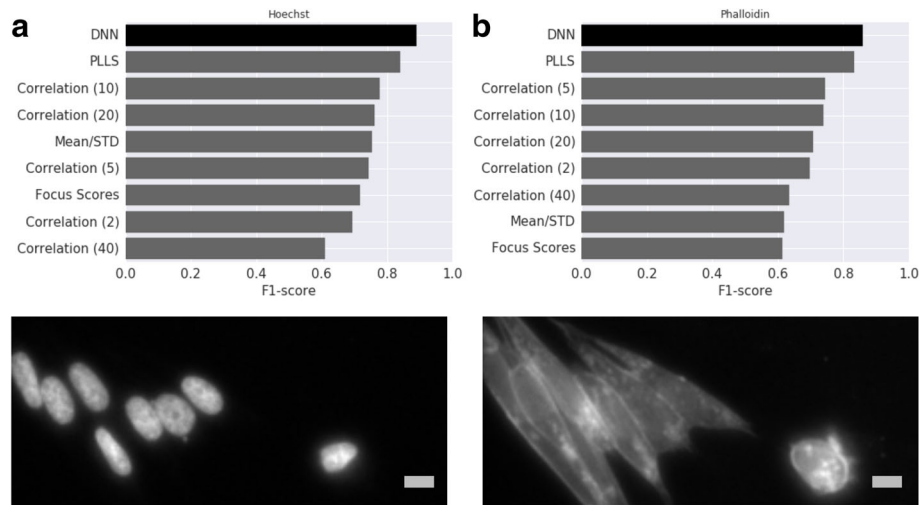 a
Hoechst
DNN
PLLS
Correlation (10)
Correlation (20)
Mean/STD
Correlation (5)
Focus Scores
Correlation (2)
Correlation (40)
0.0 0.2 0.4 0.6 0.8 1.0
F1-score
b
Phalloidin
DNN
PLLS
Correlation (5)
Correlation (10)
Correlation (20)
Correlation (2)
Correlation (40)
Mean/STD
Focus Scores
0.0 0.2 0.4 0.6 0.8 1.0
F1-score